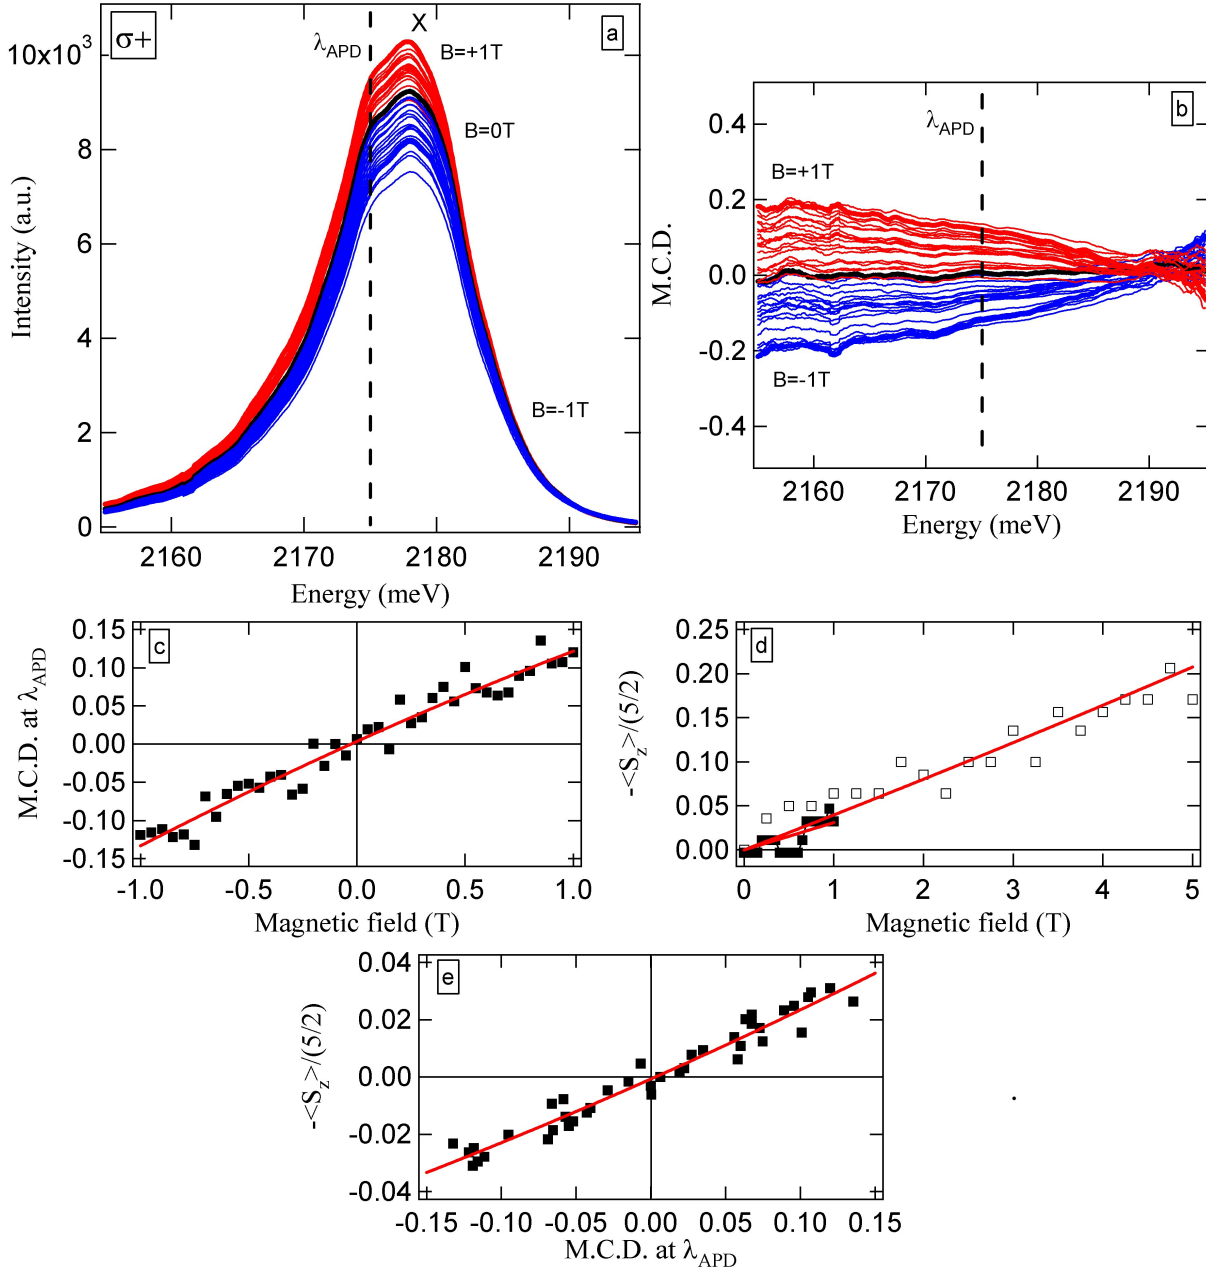 σ+
X
a
λAPD
B=+1T
B=0T
B=-1T
10x10³
8
6
4
2
0
Intensity (a.u.)
2160 2170 2180 2190
Energy (meV)
b
λAPD
B=+1T
B=-1T
0.4
0.2
0.0
-0.2
-0.4
M.C.D.
2160 2170 2180 2190
Energy (meV)
c
0.15
0.10
0.05
0.00
-0.05
-0.10
-0.15
M.C.D. at λAPD
-1.0 -0.5 0.0 0.5 1.0
Magnetic field (T)
d
0.25
0.20
0.15
0.10
0.05
0.00
-<Sz>/(5/2)
0 1 2 3 4 5
Magnetic field (T)
e
0.04
0.02
0.00
-0.02
-0.04
-<Sz>/(5/2)
-0.15 -0.10 -0.05 0.00 0.05 0.10 0.15
M.C.D. at λAPD